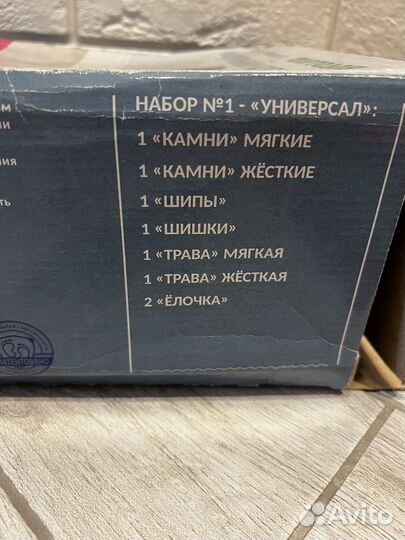 НАБОР №1 - «УНИВЕРСАЛ»:
1 «КАМНИ» МЯГКИЕ
1 «КАМНИ» ЖЁСТКИЕ
1 «ШИПЫ»
1 «ШИШКИ»
1 «ТРАВА» МЯГКАЯ
1 «ТРАВА» ЖЁСТКАЯ
2 «ЁЛОЧКА»
Avito